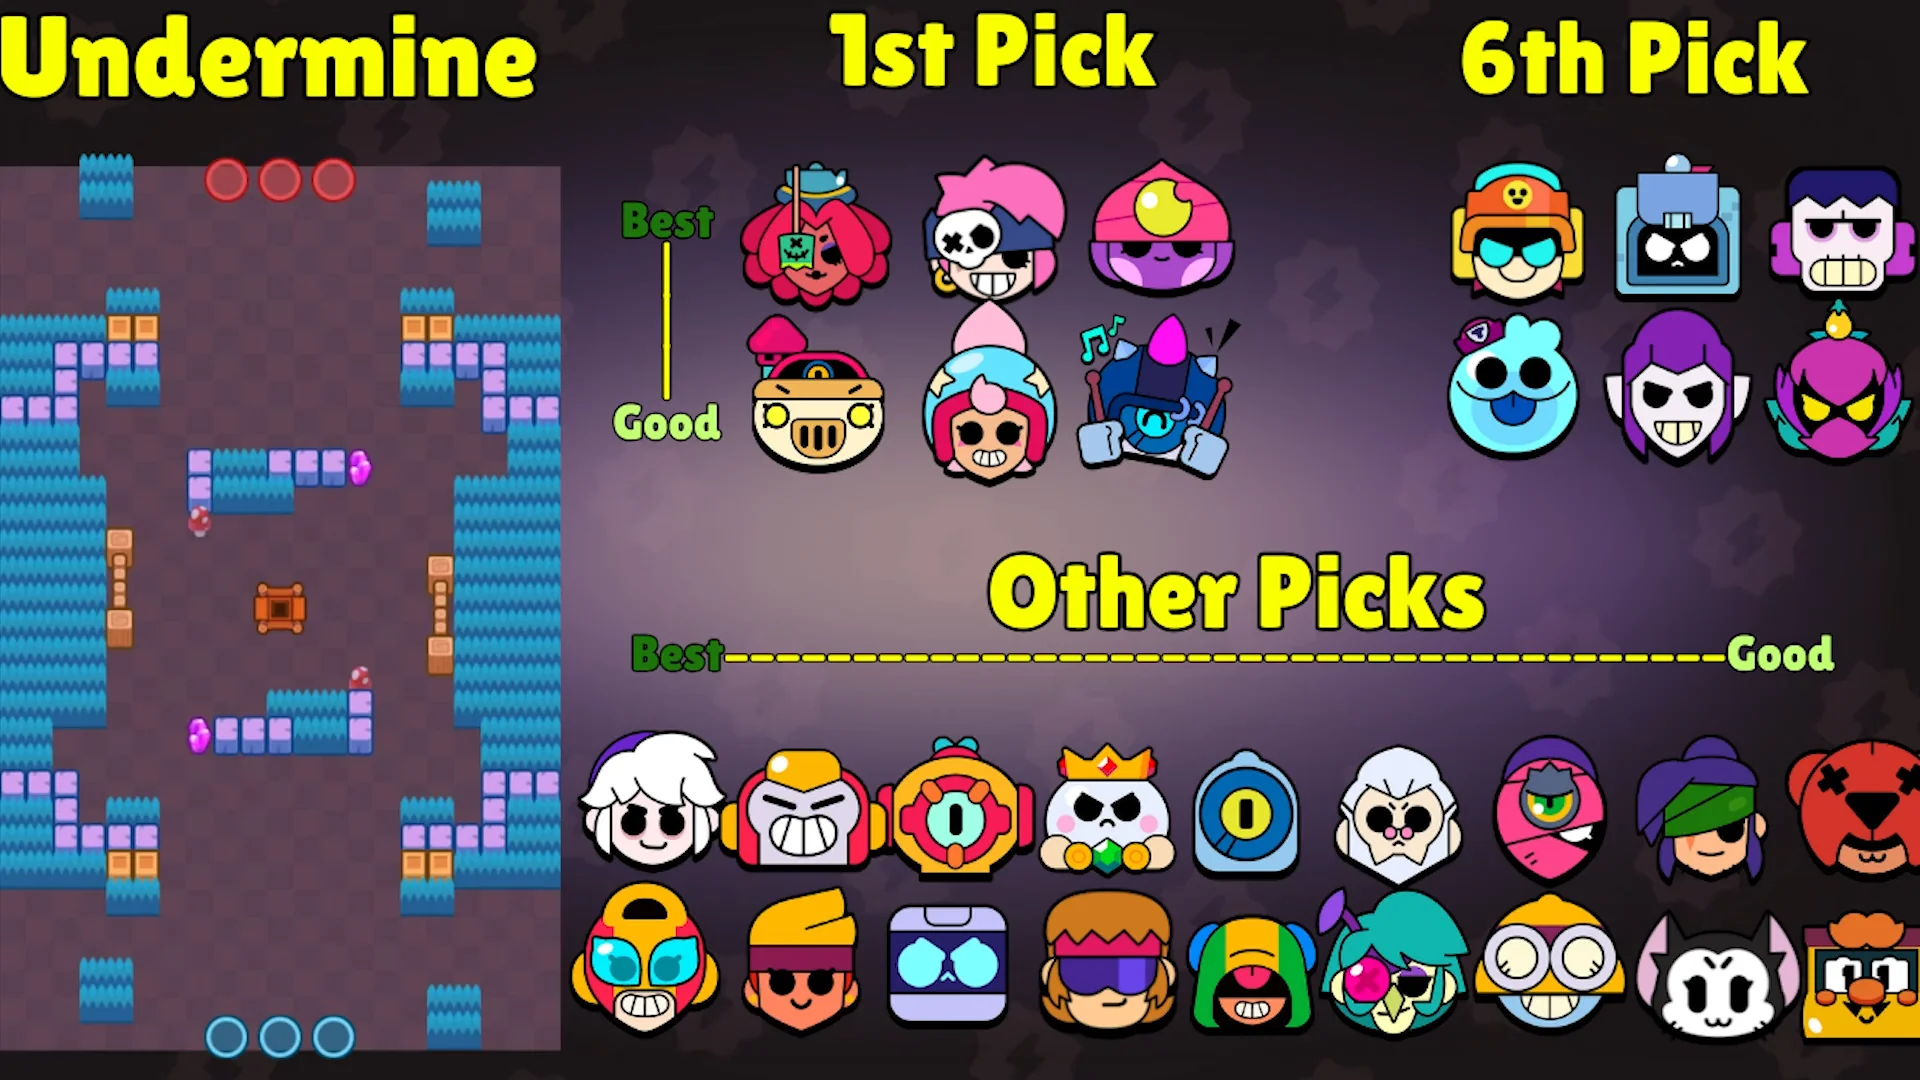 Undermine
1st Pick
6th Pick
Best
Good
Other Picks
Best
Good